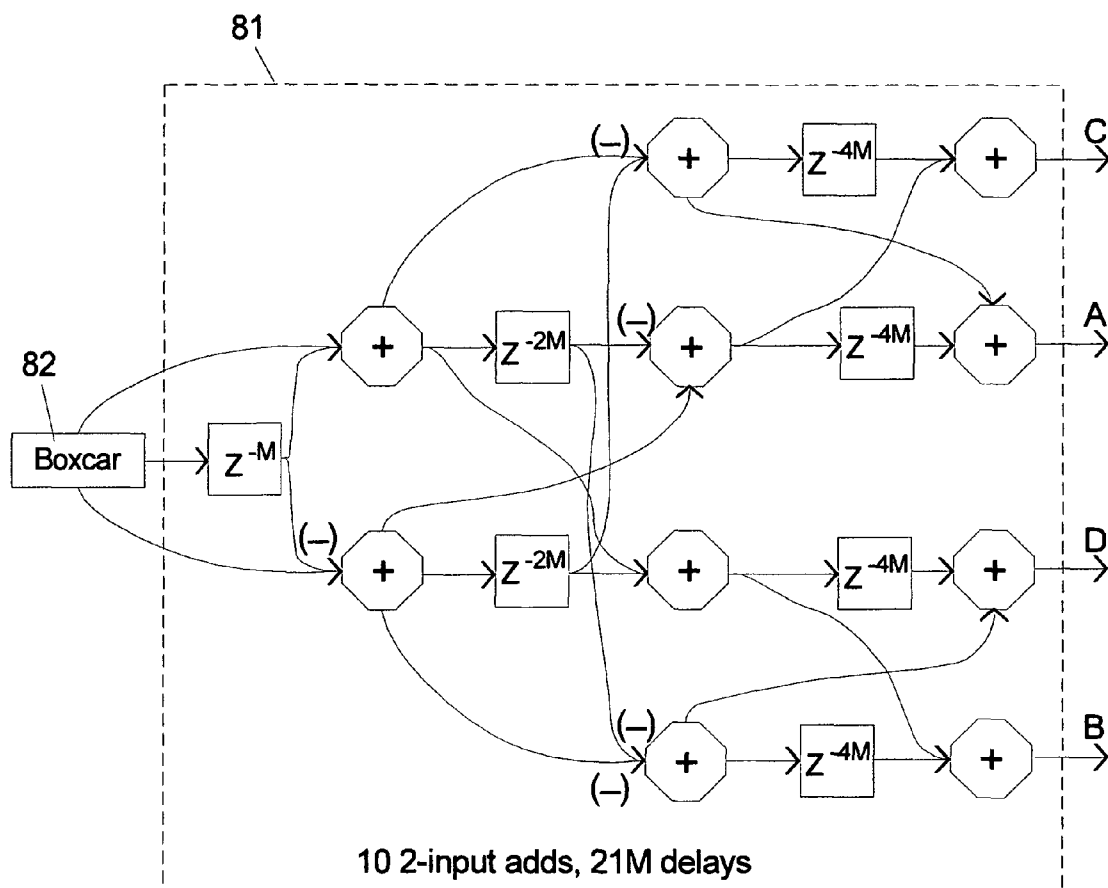 81
(–)
+
z-4M
+
C
+
z-2M
(–)
+
z-4M
+
A
82
Boxcar
z-M
(–)
+
z-2M
+
z-4M
+
D
(–)
+
z-4M
+
B
(–)
10 2-input adds, 21M delays